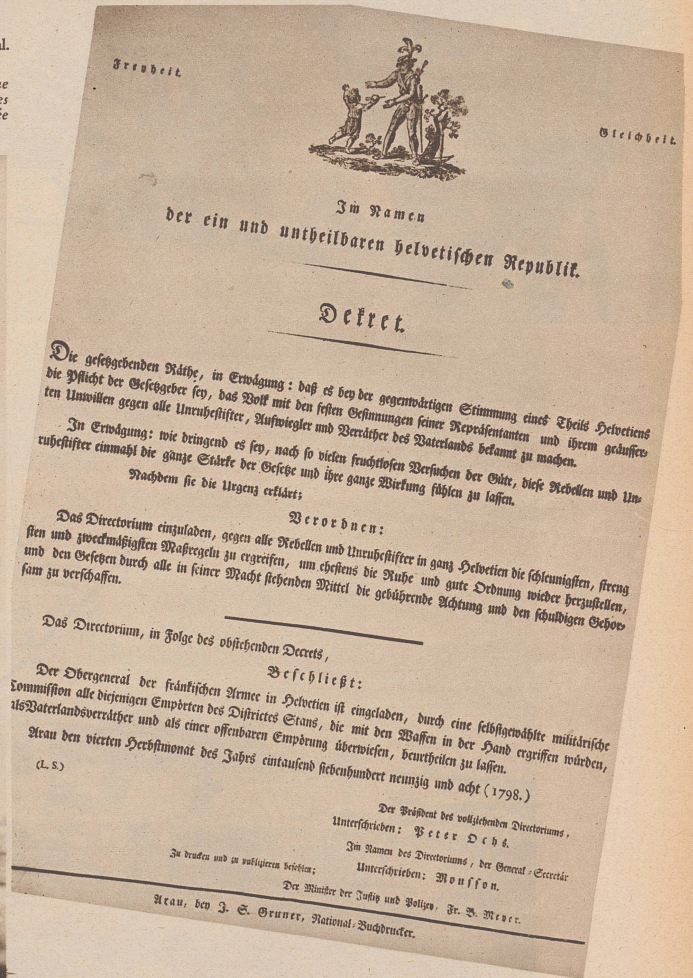 al.
ne
es
ée
Freyheit.
Gleichheit.
Im Namen
der ein und untheilbaren helvetischen Republik.
Dekret.
Die gesetzgebenden Räthe, in Erwägung: daß es bey der gegenwärtigen Stimmung eines Theils Helvetiens
die Pflicht der Gesetzgeber sey, das Volk mit den festen Gesinnungen seiner Repräsentanten und ihrem geäusser-
ten Unwillen gegen alle Unruhestifter, Aufwiegler und Verräther des Vaterlands bekannt zu machen.
In Erwägung: wie dringend es sey, nach so vielen fruchtlosen Versuchen der Güte, diese Rebellen und Un-
ruhestifter einmahl die ganze Stärke der Gesetze und ihre ganze Wirkung fühlen zu lassen.
Nachdem sie die Urgenz erklärt;
Verordnen:
Das Directorium einzuladen, gegen alle Rebellen und Unruhestifter in ganz Helvetien die schleunigsten, streng
sten und zweckmäßigsten Maßregeln zu ergreifen, um ehestens die Ruhe und gute Ordnung wieder herzustellen,
und den Gesetzen durch alle in seiner Macht stehenden Mittel die gebührende Achtung und den schuldigen Gehor-
sam zu verschaffen.
Das Directorium, in Folge des obstehenden Decrets,
Beschließt:
Der Obergeneral der fränkischen Armee in Helvetien ist eingeladen, durch eine selbstgewählte militärische
Commission alle diejenigen Empörten des Districtes Stans, die mit den Waffen in der Hand ergriffen würden,
als Vaterlandsverräther und als einer offenbaren Empörung überwiesen, beurtheilen zu lassen.
Arau den vierten Herbstmonat des Jahrs eintausend siebenhundert neunzig und acht (1798.)
(L. S.)
Der Präsident des vollziehenden Directoriums,
Unterschrieben: Peter Ochs.
Im Namen des Directoriums, der General-Secretär
Unterschrieben: Mousson.
Zu drucken und zu publizieren befohlen;
Der Minister der Justiz und Polizey, Fr. B. Meyer.
Arau, bey J. S. Gruner, National-Buchdrucker.